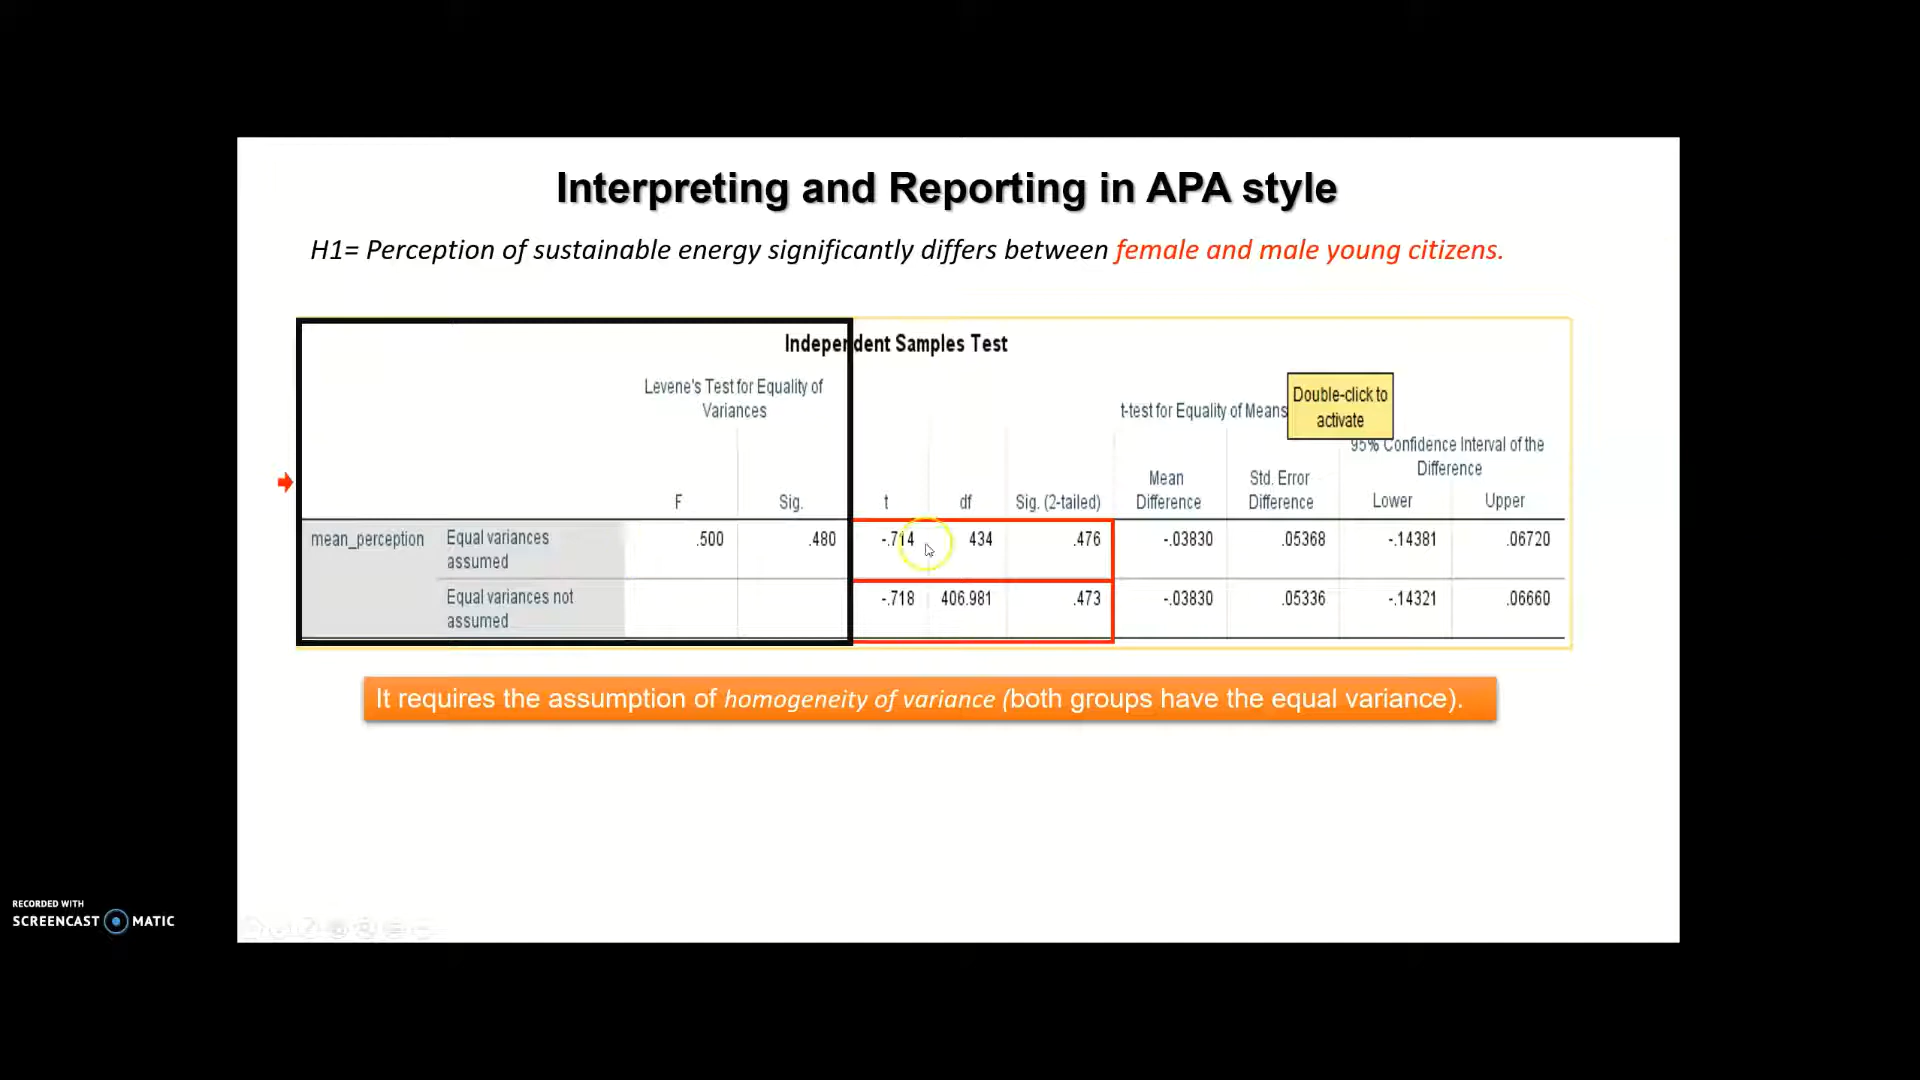 Interpreting and Reporting in APA style
H1= Perception of sustainable energy significantly differs between female and male young citizens.
Independent Samples Test
Levene's Test for Equality of
Variances
t-test for Equality of Means
Double-click to
activate
95% Confidence Interval of the
Difference
F
Sig.
t
df
Sig. (2-tailed)
Mean
Difference
Std. Error
Difference
Lower
Upper
mean_perception
Equal variances
assumed
.500
.480
-.714
434
.476
-.03830
.05368
-.14381
.06720
Equal variances not
assumed
-.718
406.981
.473
-.03830
.05336
-.14321
.06660
It requires the assumption of homogeneity of variance (both groups have the equal variance).
RECORDED WITH
SCREENCAST MATIC